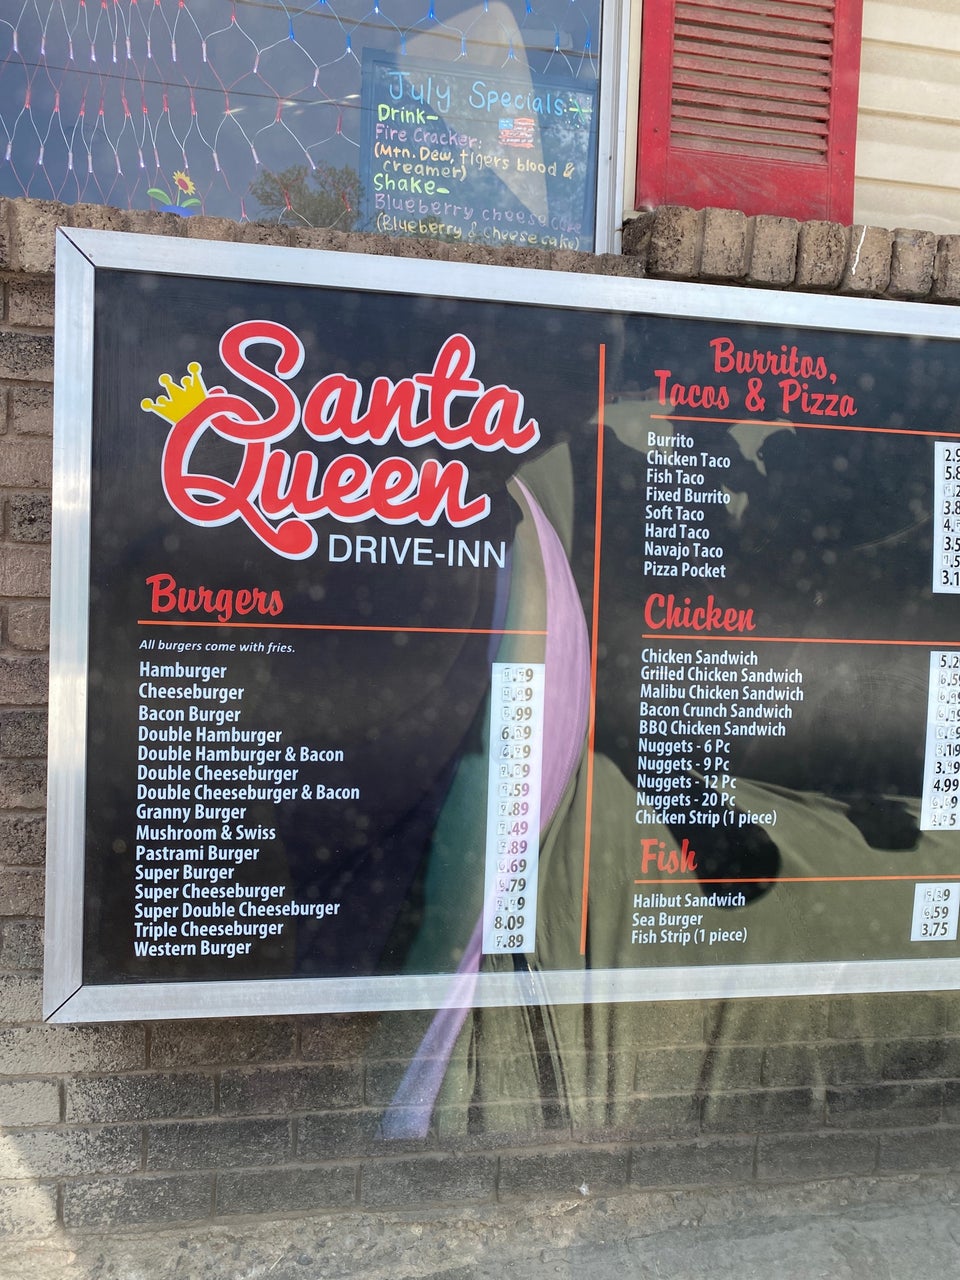 July Specials:
Drink-
Fire Cracker:
(Mtn. Dew, tigers blood &
creamer)
Shake-
Blueberry cheesecake
(Blueberry & cheesecake)
Santa
Queen
DRIVE-INN
Burgers
All burgers come with fries.
Hamburger
Cheeseburger
Bacon Burger
Double Hamburger
Double Hamburger & Bacon
Double Cheeseburger
Double Cheeseburger & Bacon
Granny Burger
Mushroom & Swiss
Pastrami Burger
Super Burger
Super Cheeseburger
Super Double Cheeseburger
Triple Cheeseburger 8.09
Western Burger
Burritos,
Tacos & Pizza
Burrito
Chicken Taco
Fish Taco
Fixed Burrito
Soft Taco
Hard Taco
Navajo Taco
Pizza Pocket
Chicken
Chicken Sandwich
Grilled Chicken Sandwich
Malibu Chicken Sandwich
Bacon Crunch Sandwich
BBQ Chicken Sandwich
Nuggets - 6 Pc
Nuggets - 9 Pc
Nuggets - 12 Pc 4.99
Nuggets - 20 Pc
Chicken Strip (1 piece)
Fish
Halibut Sandwich
Sea Burger 6.59
Fish Strip (1 piece) 3.75